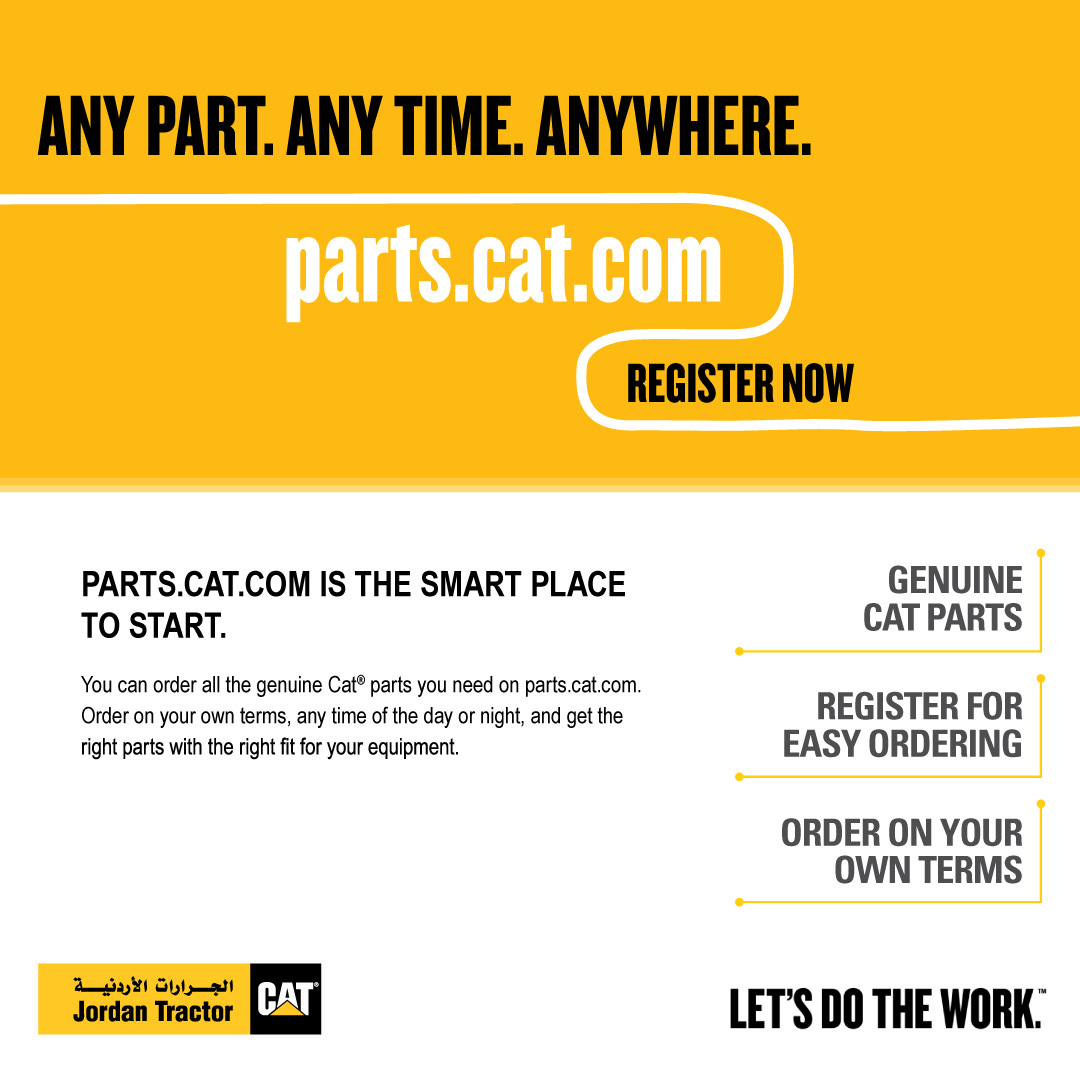 ANY PART. ANY TIME. ANYWHERE.
parts.cat.com
REGISTER NOW
PARTS.CAT.COM IS THE SMART PLACE
TO START.
You can order all the genuine Cat® parts you need on parts.cat.com.
Order on your own terms, any time of the day or night, and get the
right parts with the right fit for your equipment.
GENUINE
CAT PARTS
REGISTER FOR
EASY ORDERING
ORDER ON YOUR
OWN TERMS
الجـــرارات الأردنيـــة
Jordan Tractor
CAT®
LET'S DO THE WORK.™